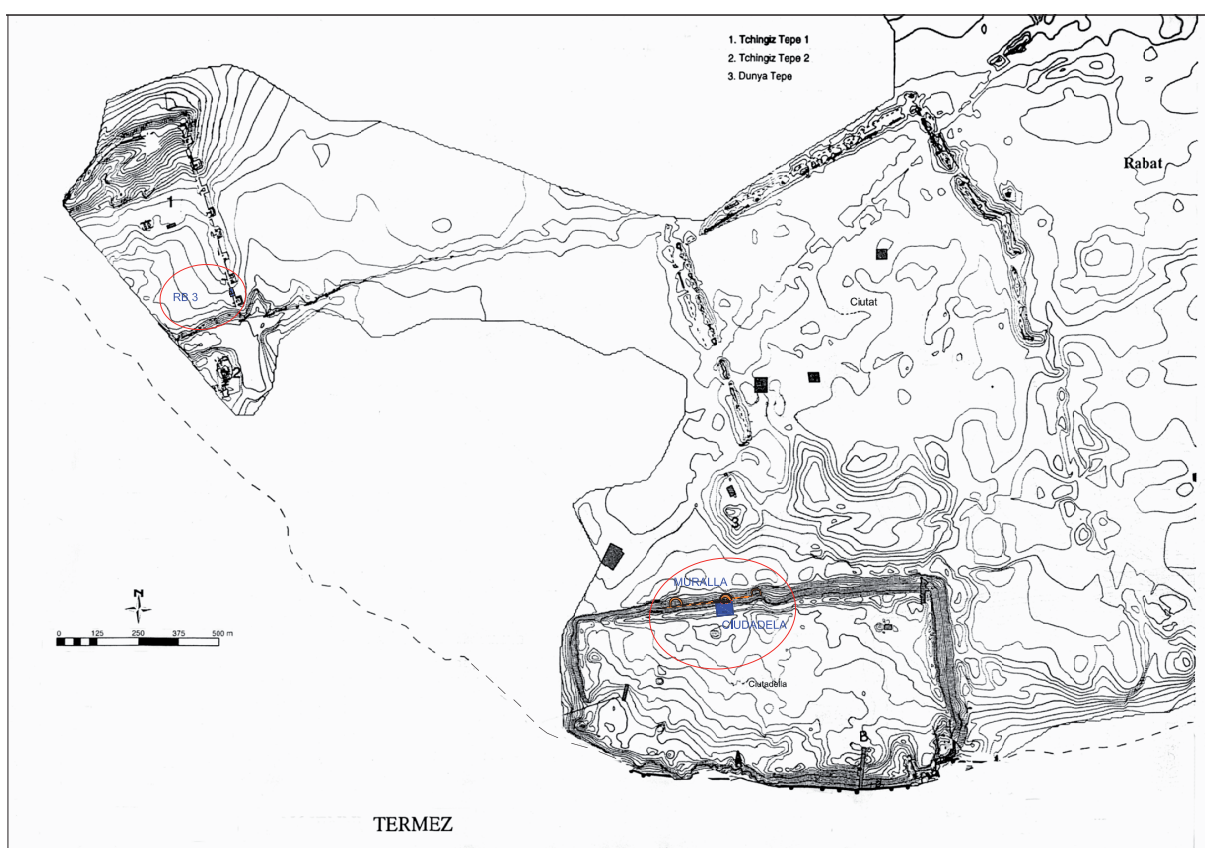 1. Tchingiz Tepe 1
2. Tchingiz Tepe 2
3. Dunya Tepe
Rabat
1
RB 3
Ciutat
2
3
MURALLA
CIUDADELA
Ciutadella
N
0 125 250 375 500 m
A
B
TERMEZ